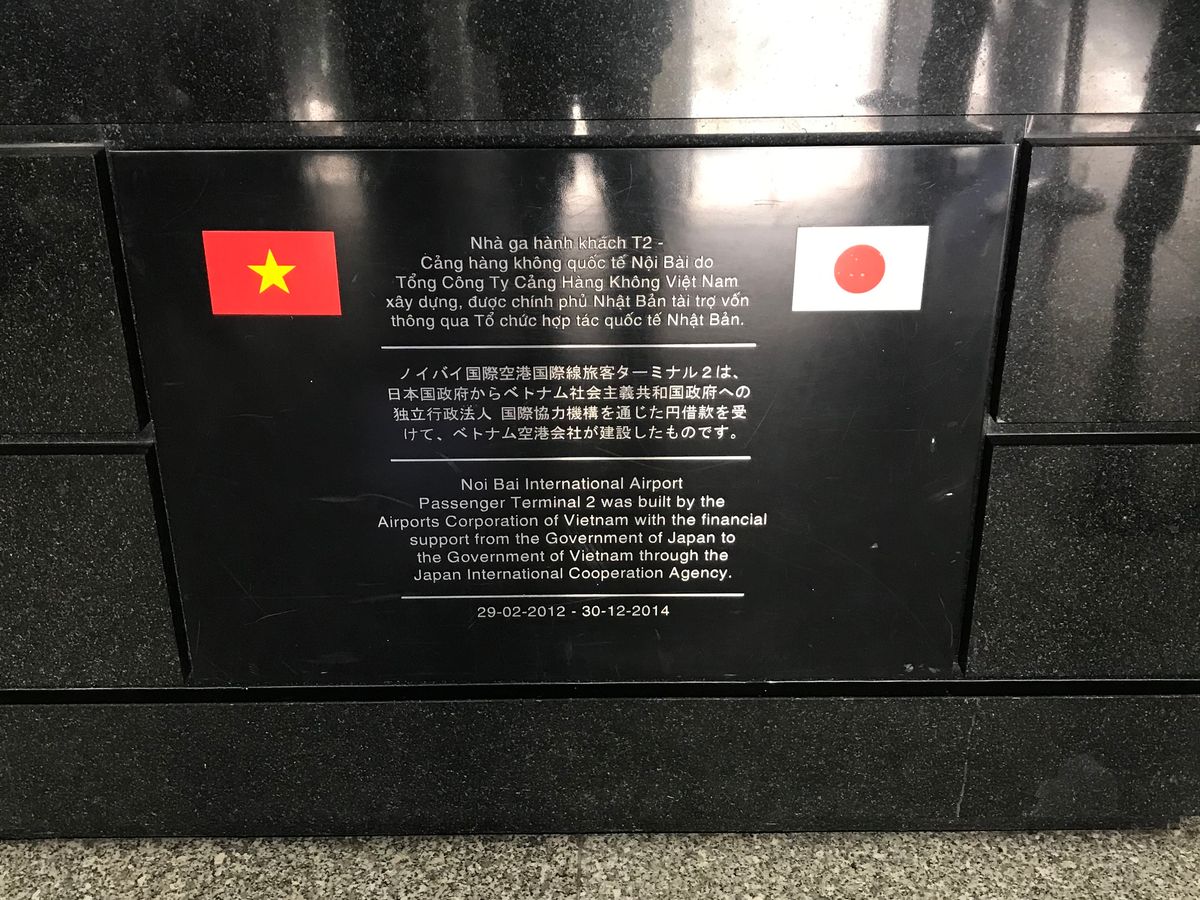 Nhà ga hành khách T2 -
Cảng hàng không quốc tế Nội Bài do
Tổng Công Ty Cảng Hàng Không Việt Nam
xây dựng, được chính phủ Nhật Bản tài trợ vốn
thông qua Tổ chức hợp tác quốc tế Nhật Bản.
ノイバイ国際空港国際線旅客ターミナル2は、
日本国政府からベトナム社会主義共和国政府への
独立行政法人 国際協力機構を通じた円借款を受
けて、ベトナム空港会社が建設したものです。
Noi Bai International Airport
Passenger Terminal 2 was built by the
Airports Corporation of Vietnam with the financial
support from the Government of Japan to
the Government of Vietnam through the
Japan International Cooperation Agency.
29-02-2012 - 30-12-2014